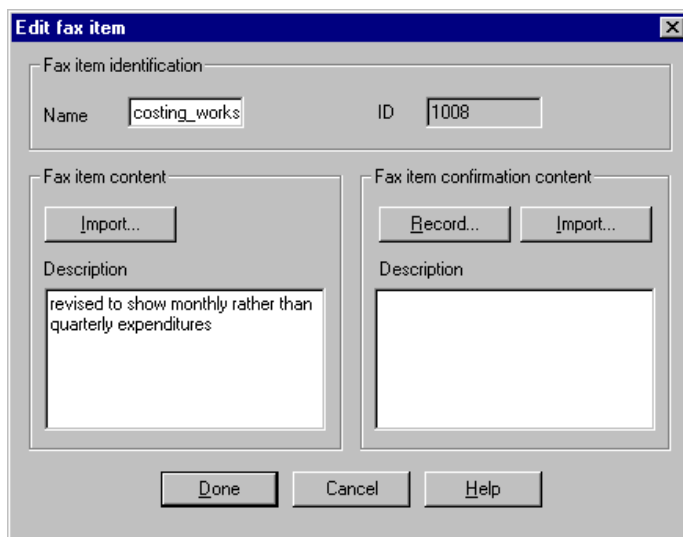 Edit fax item
Fax item identification
Name costing_works ID 1008
Fax item content
Import...
Description
revised to show monthly rather than
quarterly expenditures
Fax item confirmation content
Record... Import...
Description
Done Cancel Help